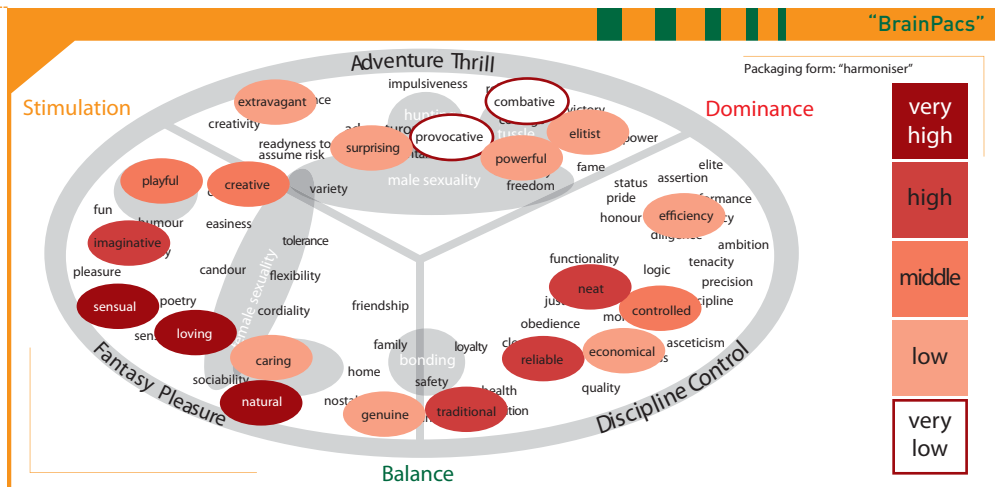 "BrainPacs"
Packaging form: "harmoniser"
Adventure Thrill
Stimulation
Dominance
impulsiveness
extravagant
combative
creativity
victory
provocative
elitist
power
readiness to
assume risk
surprising
tussle
powerful
fame
elite
playful
creative
variety
male sexuality
freedom
status
assertion
pride
fun
humour
easiness
honour
efficiency
diligence
imaginative
tolerance
ambition
pleasure
candour
flexibility
functionality
logic
tenacity
precision
neat
sensual
poetry
cordiality
friendship
controlled
loving
obedience
family
loyalty
asceticism
caring
bonding
reliable
economical
sociability
home
safety
quality
natural
genuine
traditional
Fantasy Pleasure
Discipline Control
Balance
very
high
high
middle
low
very
low